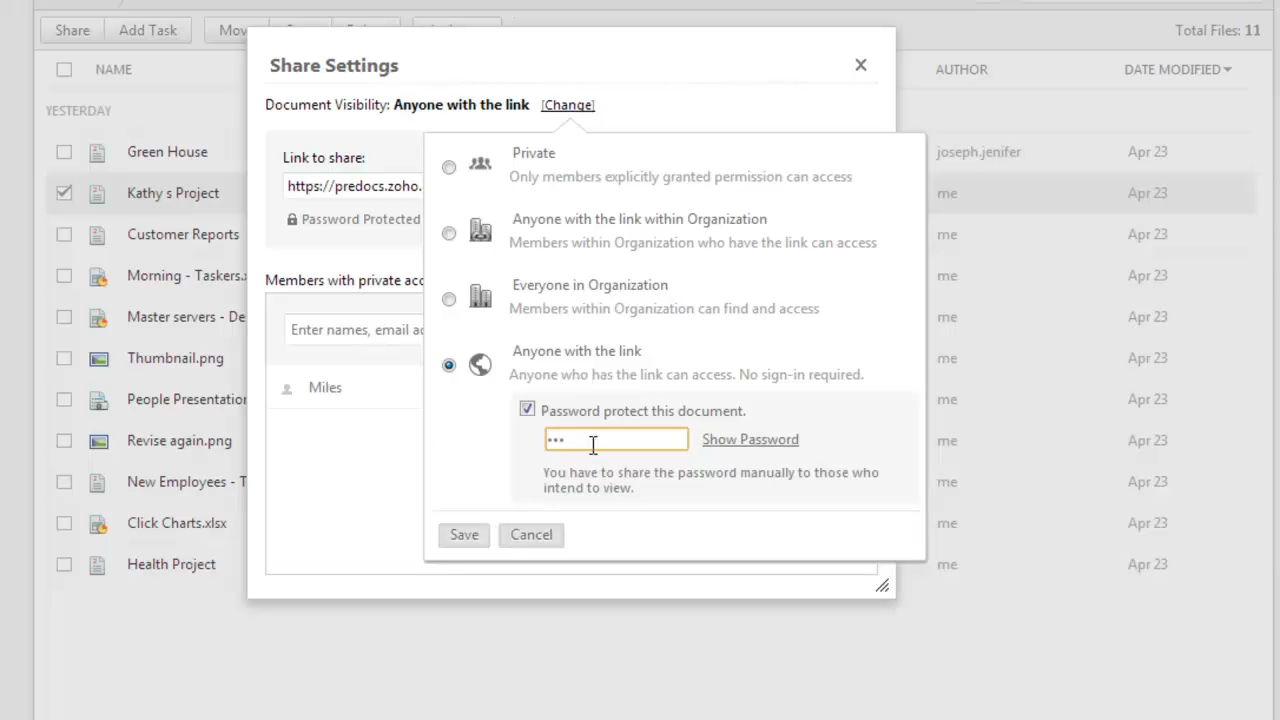 Share
Add Task
Total Files: 11
NAME
AUTHOR
DATE MODIFIED
YESTERDAY
Green House
joseph.jenifer
Apr 23
Kathy s Project
me
Apr 23
Customer Reports
me
Apr 23
Morning - Taskers.x
me
Apr 23
Master servers - De
me
Apr 23
Thumbnail.png
me
Apr 23
People Presentation
me
Apr 23
Revise again.png
me
Apr 23
New Employees - T
me
Apr 23
Click Charts.xlsx
me
Apr 23
Health Project
me
Apr 23
Share Settings
Document Visibility: Anyone with the link [Change]
Link to share:
https://predocs.zoho.
Password Protected
Members with private acc
Enter names, email ad
Miles
Private
Only members explicitly granted permission can access
Anyone with the link within Organization
Members within Organization who have the link can access
Everyone in Organization
Members within Organization can find and access
Anyone with the link
Anyone who has the link can access. No sign-in required.
Password protect this document.
Show Password
You have to share the password manually to those who
intend to view.
Save
Cancel